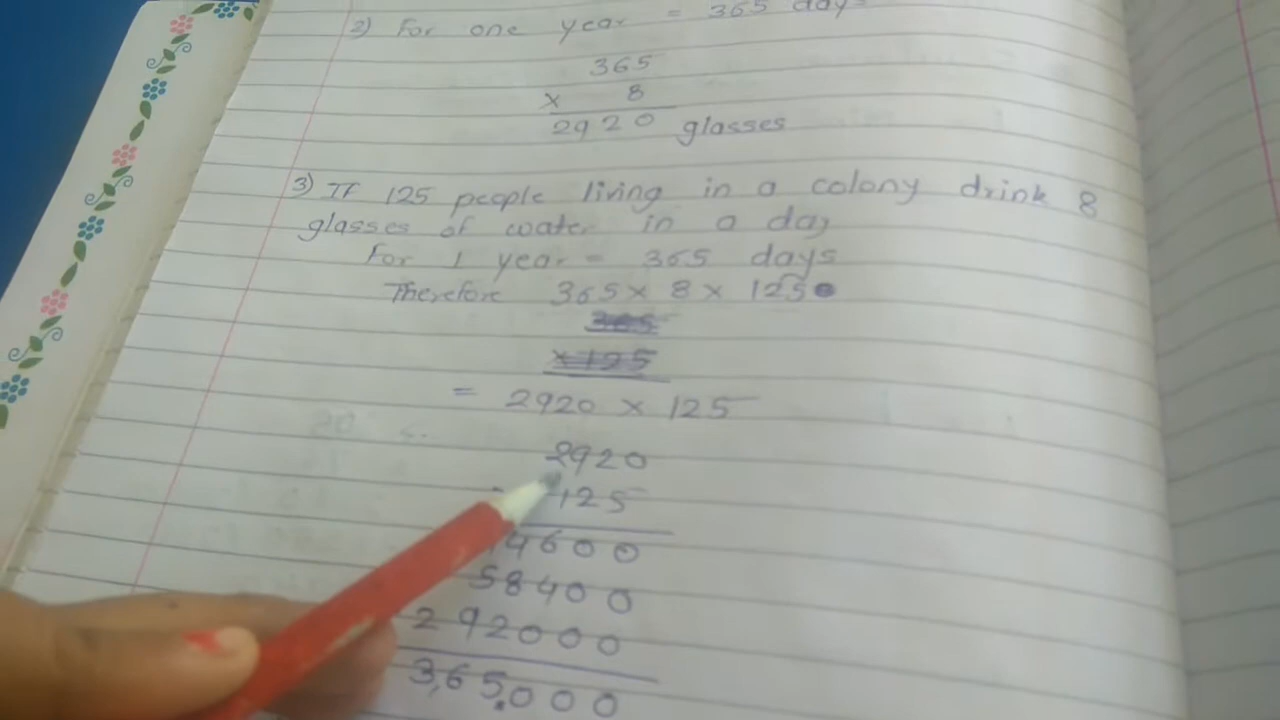 2) For one year = 365 days
365
x 8
2920 glasses
3) If 125 people living in a colony drink 8
glasses of water in a day
For 1 year = 365 days
Therefore 365 x 8 x 125
365
x 125
= 2920 x 125
2920
125
14600
58400
292000
3,65,000